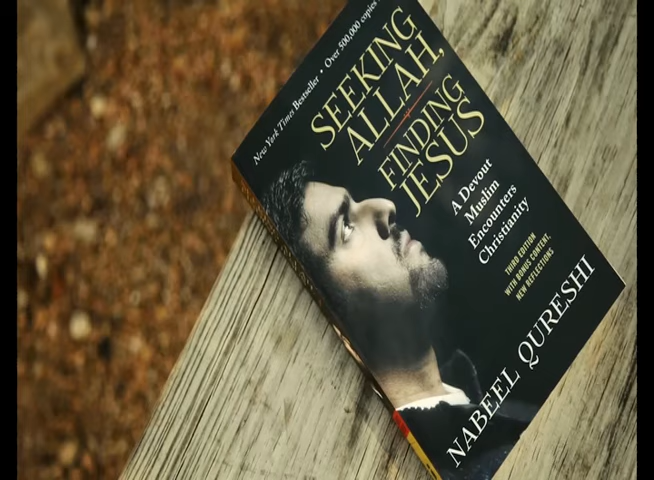 New York Times Bestseller • Over 500,000 copies
SEEKING
ALLAH,
FINDING
JESUS
A Devout
Muslim
Encounters
Christianity
THIRD EDITION
WITH BONUS CONTENT,
NEW REFLECTIONS
NABEEL QURESHI